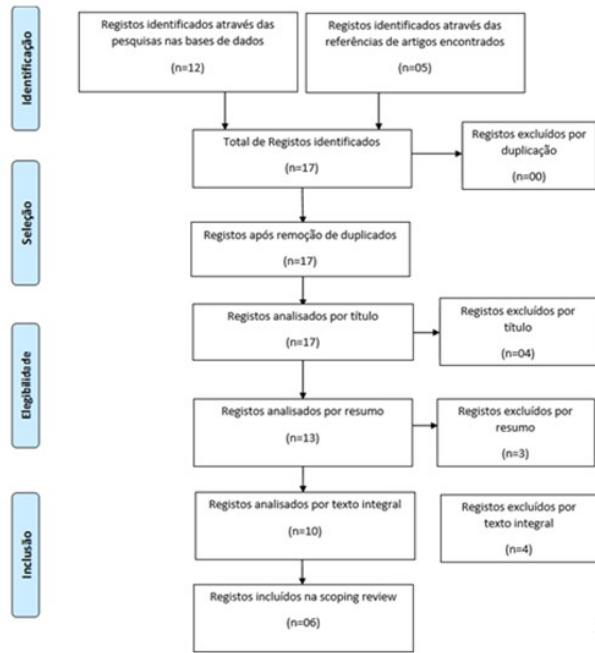 Identificação
Registos identificados através das
pesquisas nas bases de dados
(n=12)
Registos identificados através das
referências de artigos encontrados
(n=05)
Total de Registos identificados
(n=17)
Registos excluídos por
duplicação
(n=00)
Seleção
Registos após remoção de duplicados
(n=17)
Registos analisados por título
(n=17)
Registos excluídos por
título
(n=04)
Elegibilidade
Registos analisados por resumo
(n=13)
Registos excluídos por
resumo
(n=3)
Inclusão
Registos analisados por texto integral
(n=10)
Registos excluídos por
texto integral
(n=4)
Registos incluídos na scoping review
(n=06)